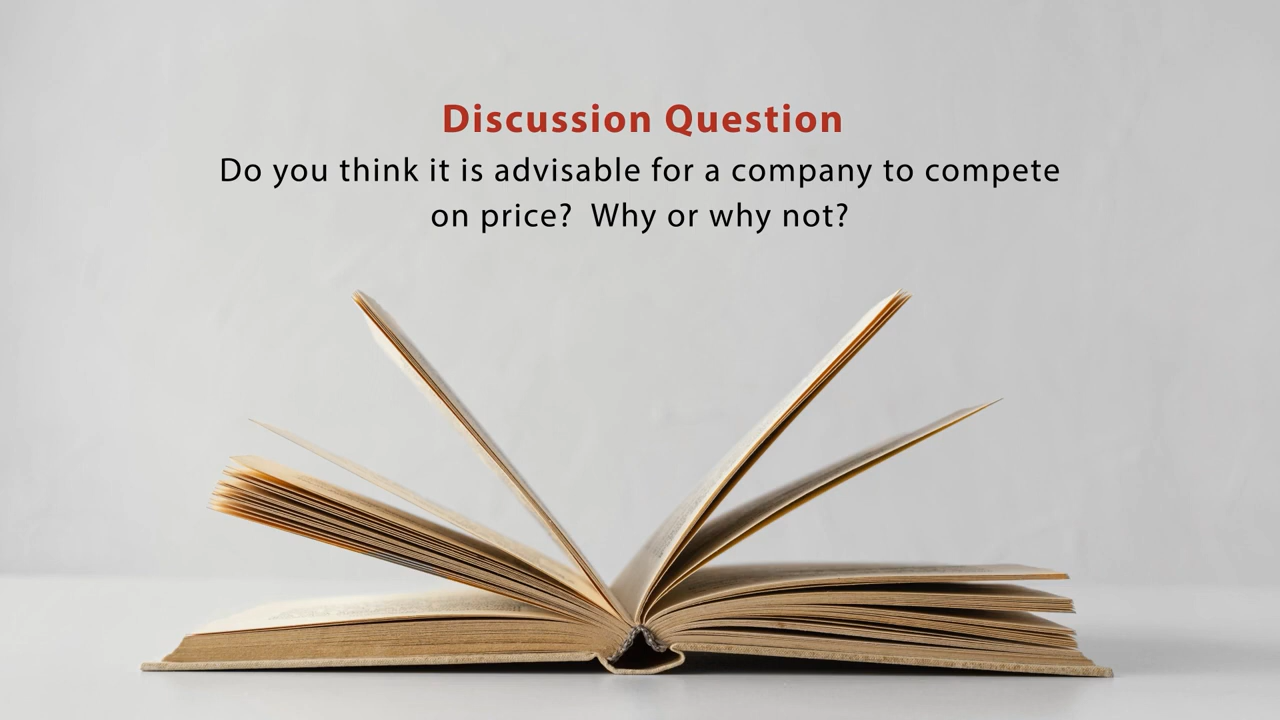 Discussion Question
Do you think it is advisable for a company to compete
on price?  Why or why not?